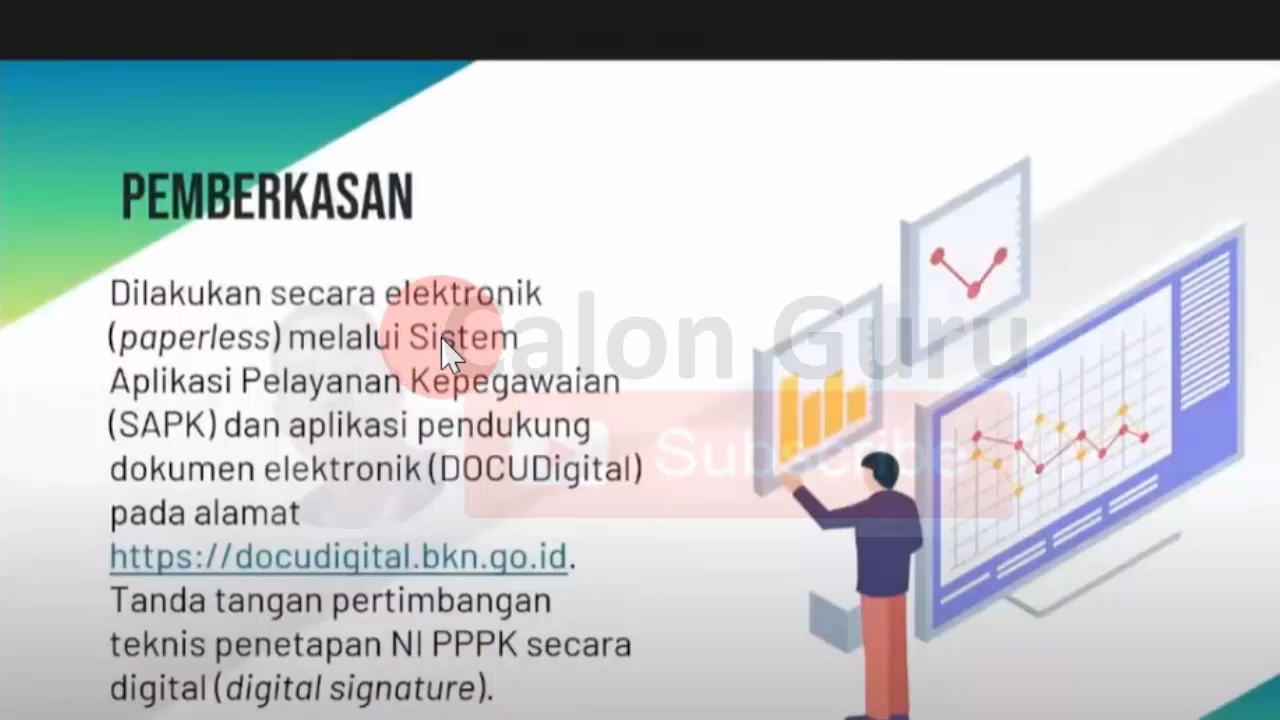 PEMBERKASAN
Dilakukan secara elektronik
(paperless) melalui Sistem
Aplikasi Pelayanan Kepegawaian
(SAPK) dan aplikasi pendukung
dokumen elektronik (DOCUDigital)
pada alamat
https://docudigital.bkn.go.id.
Tanda tangan pertimbangan
teknis penetapan NI PPPK secara
digital (digital signature).
Calon Guru
Subscribe